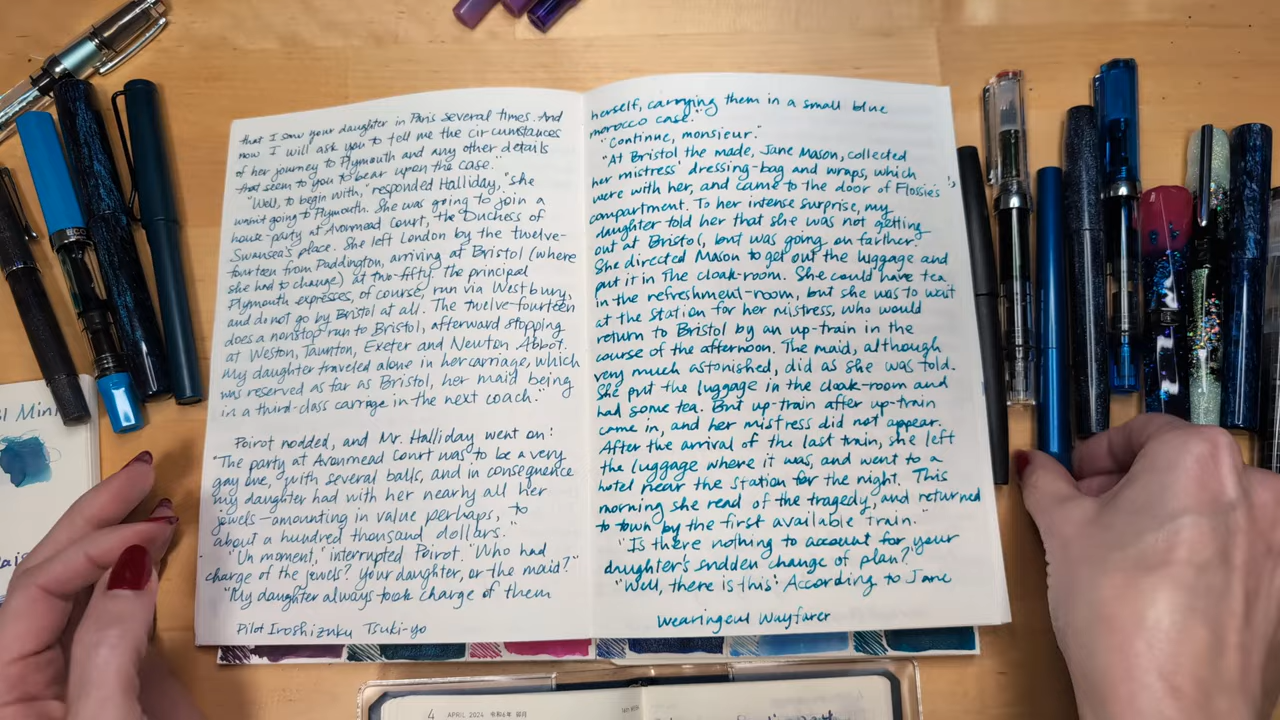 that I saw your daughter in Paris several times. And
now I will ask you to tell me the circumstances
of her journey to Plymouth and any other details
that seem to you to bear upon the case."
"Well, to begin with," responded Halliday, "she
wasn't going to Plymouth. She was going to join a
house-party at Avonmead Court, the Duchess of
Swansea's place. She left London by the twelve-
fourteen from Paddington, arriving at Bristol (where
she had to change) at two-fifty. The principal
Plymouth expresses, of course, run via Westbury,
and do not go by Bristol at all. The twelve-fourteen
does a nonstop run to Bristol, afterward stopping
at Weston, Taunton, Exeter and Newton Abbot.
My daughter traveled alone in her carriage, which
was reserved as far as Bristol, her maid being
in a third-class carriage in the next coach."
Poirot nodded, and Mr. Halliday went on:
"The party at Avonmead Court was to be a very
gay one, with several balls, and in consequence
my daughter had with her nearly all her
jewels—amounting in value perhaps, to
about a hundred thousand dollars."
"Un moment," interrupted Poirot. "Who had
charge of the jewels? Your daughter, or the maid?"
"My daughter always took charge of them
Pilot Iroshizuku Tsuki-yo
herself, carrying them in a small blue
morocco case."
"Continue, monsieur."
"At Bristol the made, Jane Mason, collected
her mistress' dressing-bag and wraps, which
were with her, and came to the door of Flossie's
compartment. To her intense surprise, my
daughter told her that she was not getting
out at Bristol, but was going on farther.
She directed Mason to get out the luggage and
put it in the cloak-room. She could have tea
in the refreshment-room, but she was to wait
at the station for her mistress, who would
return to Bristol by an up-train in the
course of the afternoon. The maid, although
very much astonished, did as she was told.
She put the luggage in the cloak-room and
had some tea. But up-train after up-train
came in, and her mistress did not appear.
After the arrival of the last train, she left
the luggage where it was, and went to a
hotel near the station for the night. This
morning she read of the tragedy, and returned
to town by the first available train."
"Is there nothing to account for your
daughter's sudden change of plan?"
"Well, there is this: According to Jane
Wearingeul Wayfarer
Mini
ECO
4 APRIL 2024 令和6年